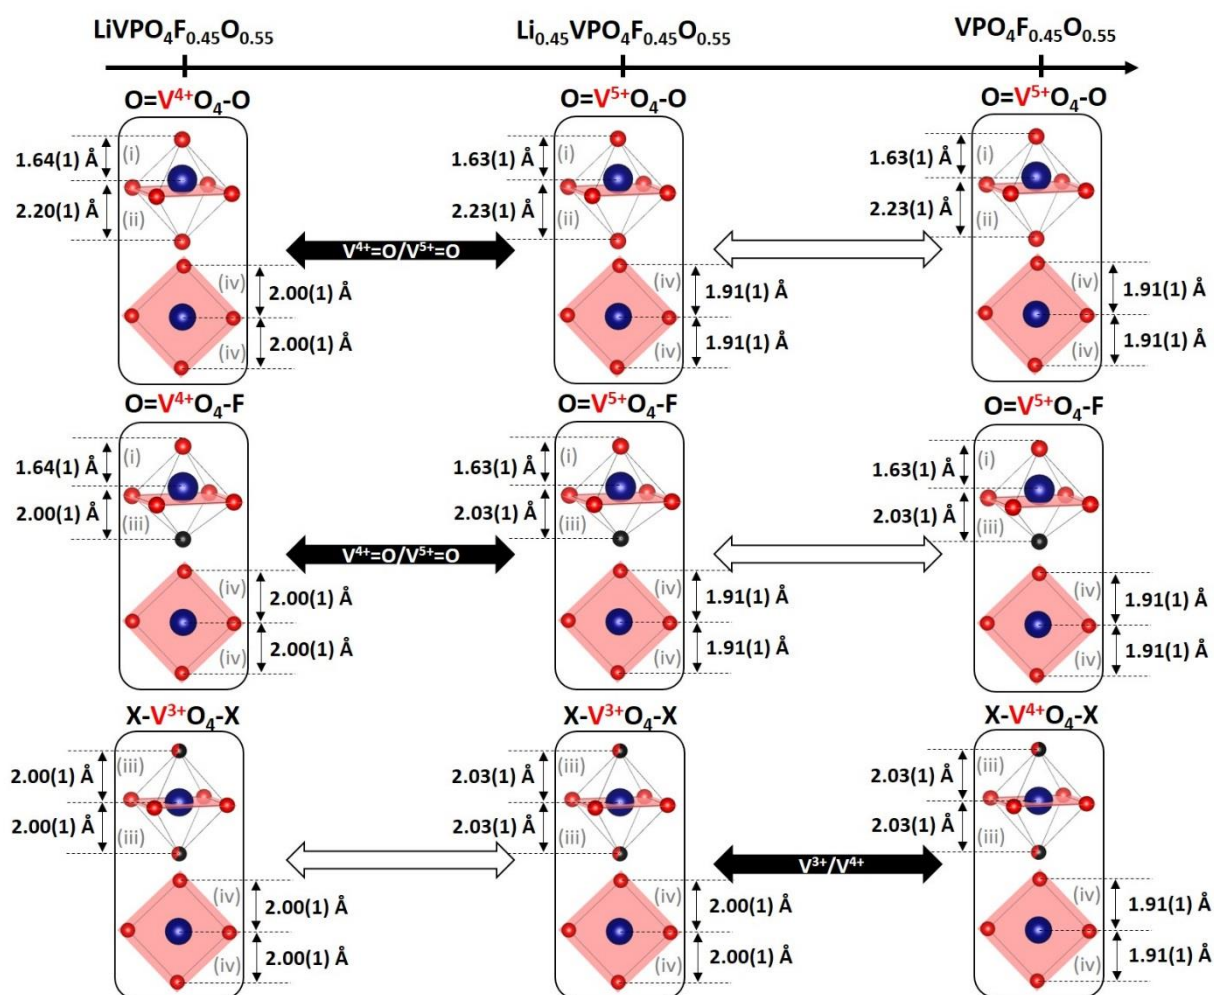 LiVPO₄F₀.₄₅O₀.₅₅ Li₀.₄₅VPO₄F₀.₄₅O₀.₅₅ VPO₄F₀.₄₅O₀.₅₅
O=V⁴⁺O₄-O O=V⁵⁺O₄-O O=V⁵⁺O₄-O
1.64(1) Å (i) 1.63(1) Å (i) 1.63(1) Å (i)
2.20(1) Å (ii) 2.23(1) Å (ii) 2.23(1) Å (ii)
V⁴⁺=O/V⁵⁺=O
(iv) 2.00(1) Å (iv) 1.91(1) Å (iv) 1.91(1) Å
(iv) 2.00(1) Å (iv) 1.91(1) Å (iv) 1.91(1) Å
O=V⁴⁺O₄-F O=V⁵⁺O₄-F O=V⁵⁺O₄-F
1.64(1) Å (i) 1.63(1) Å (i) 1.63(1) Å (i)
2.00(1) Å (iii) 2.03(1) Å (iii) 2.03(1) Å (iii)
V⁴⁺=O/V⁵⁺=O
(iv) 2.00(1) Å (iv) 1.91(1) Å (iv) 1.91(1) Å
(iv) 2.00(1) Å (iv) 1.91(1) Å (iv) 1.91(1) Å
X-V³⁺O₄-X X-V³⁺O₄-X X-V⁴⁺O₄-X
2.00(1) Å (iii) 2.03(1) Å (iii) 2.03(1) Å (iii)
2.00(1) Å (iii) 2.03(1) Å (iii) 2.03(1) Å (iii)
V³⁺/V⁴⁺
(iv) 2.00(1) Å (iv) 2.00(1) Å (iv) 1.91(1) Å
(iv) 2.00(1) Å (iv) 2.00(1) Å (iv) 1.91(1) Å